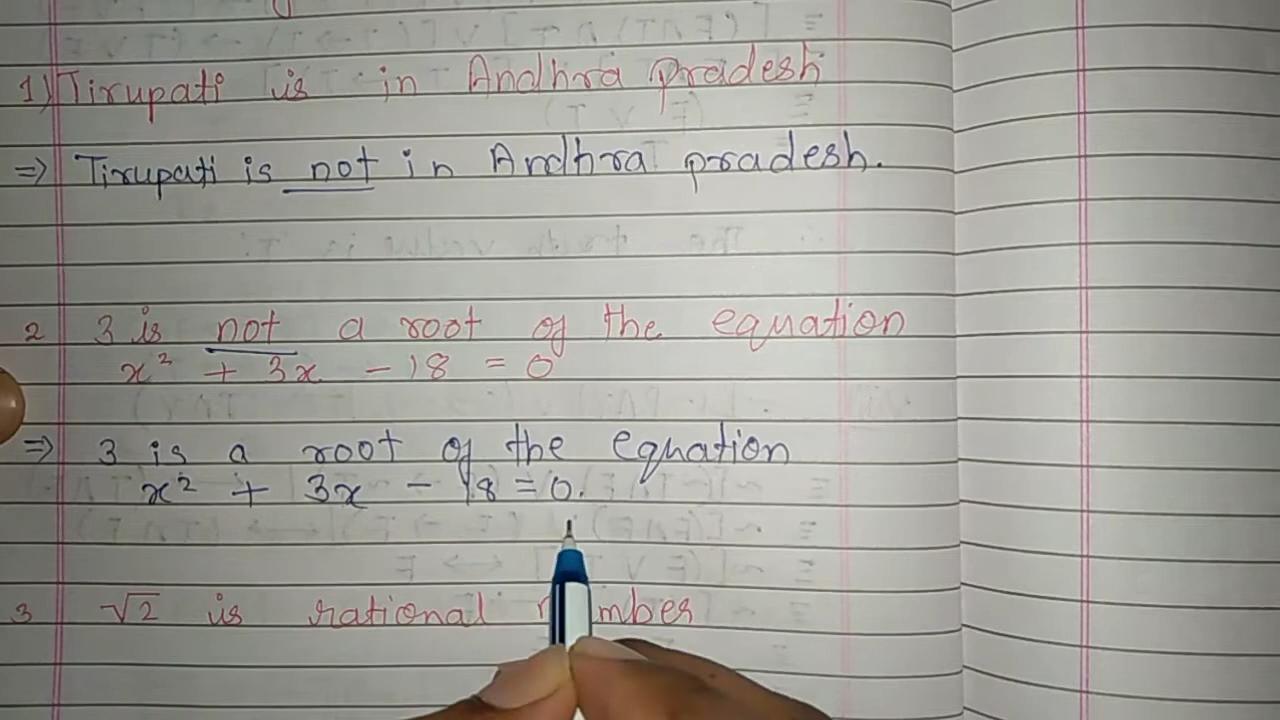 1) Tirupati is in Andhra pradesh
⇒ Tirupati is not in Andhra pradesh.
2 3 is not a root of the equation
x² + 3x - 18 = 0
⇒ 3 is a root of the equation
x² + 3x - 18 = 0.
3 √2 is rational number